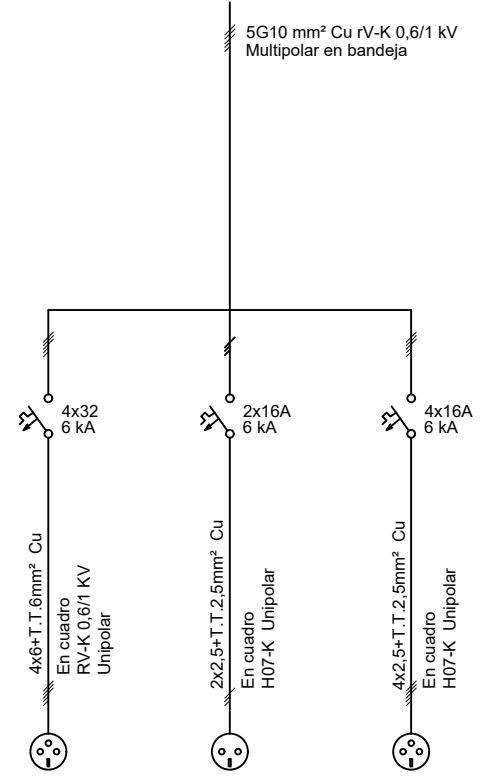 5G10 mm² Cu rV-K 0,6/1 kV
Multipolar en bandeja
4x32
6 kA
2x16A
6 kA
4x16A
6 kA
4x6+T.T.6mm² Cu
En cuadro
RV-K 0,6/1 KV
Unipolar
2x2,5+T.T.2,5mm² Cu
En cuadro
H07-K Unipolar
4x2,5+T.T.2,5mm² Cu
En cuadro
H07-K Unipolar